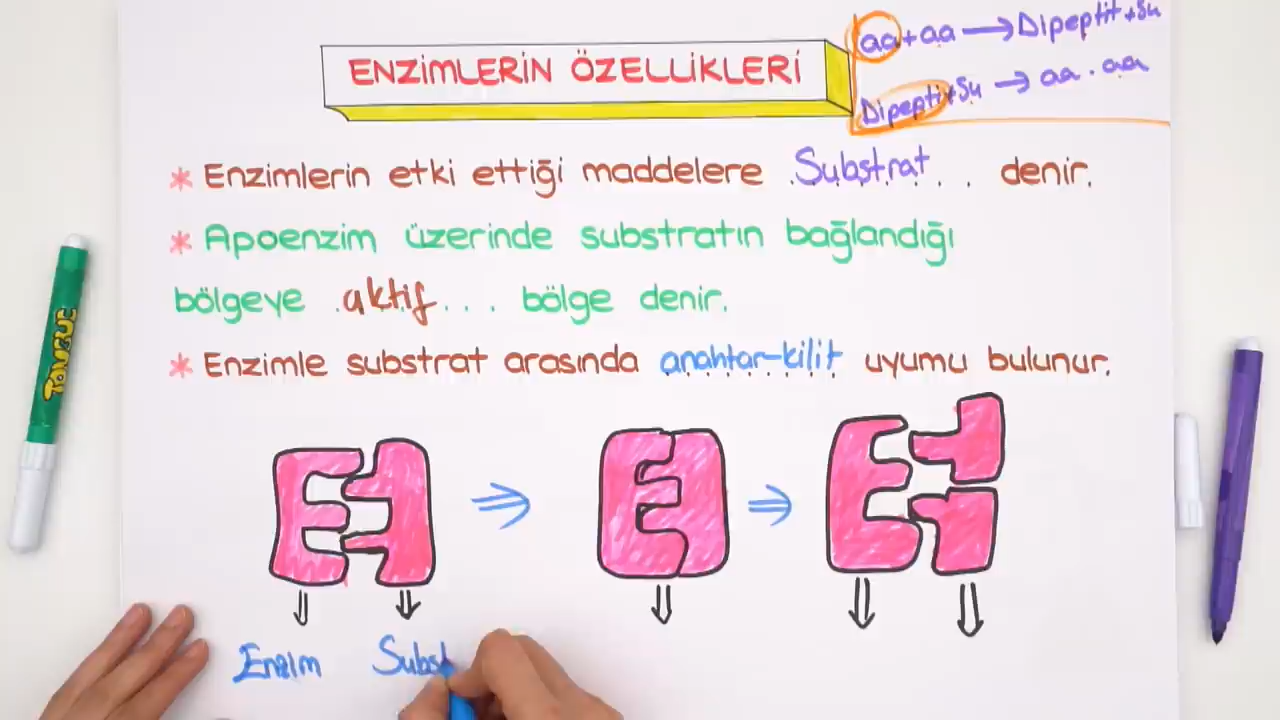 ENZİMLERİN ÖZELLİKLERİ
aa + aa → Dipeptit + Su
Dipepti + Su → aa . aa
* Enzimlerin etki ettiği maddelere Substrat . . denir.
* Apoenzim üzerinde substratın bağlandığı
bölgeye . aktif . . . bölge denir.
* Enzimle substrat arasında anahtar-kilit uyumu bulunur.
Enzim Subst
TONGUE